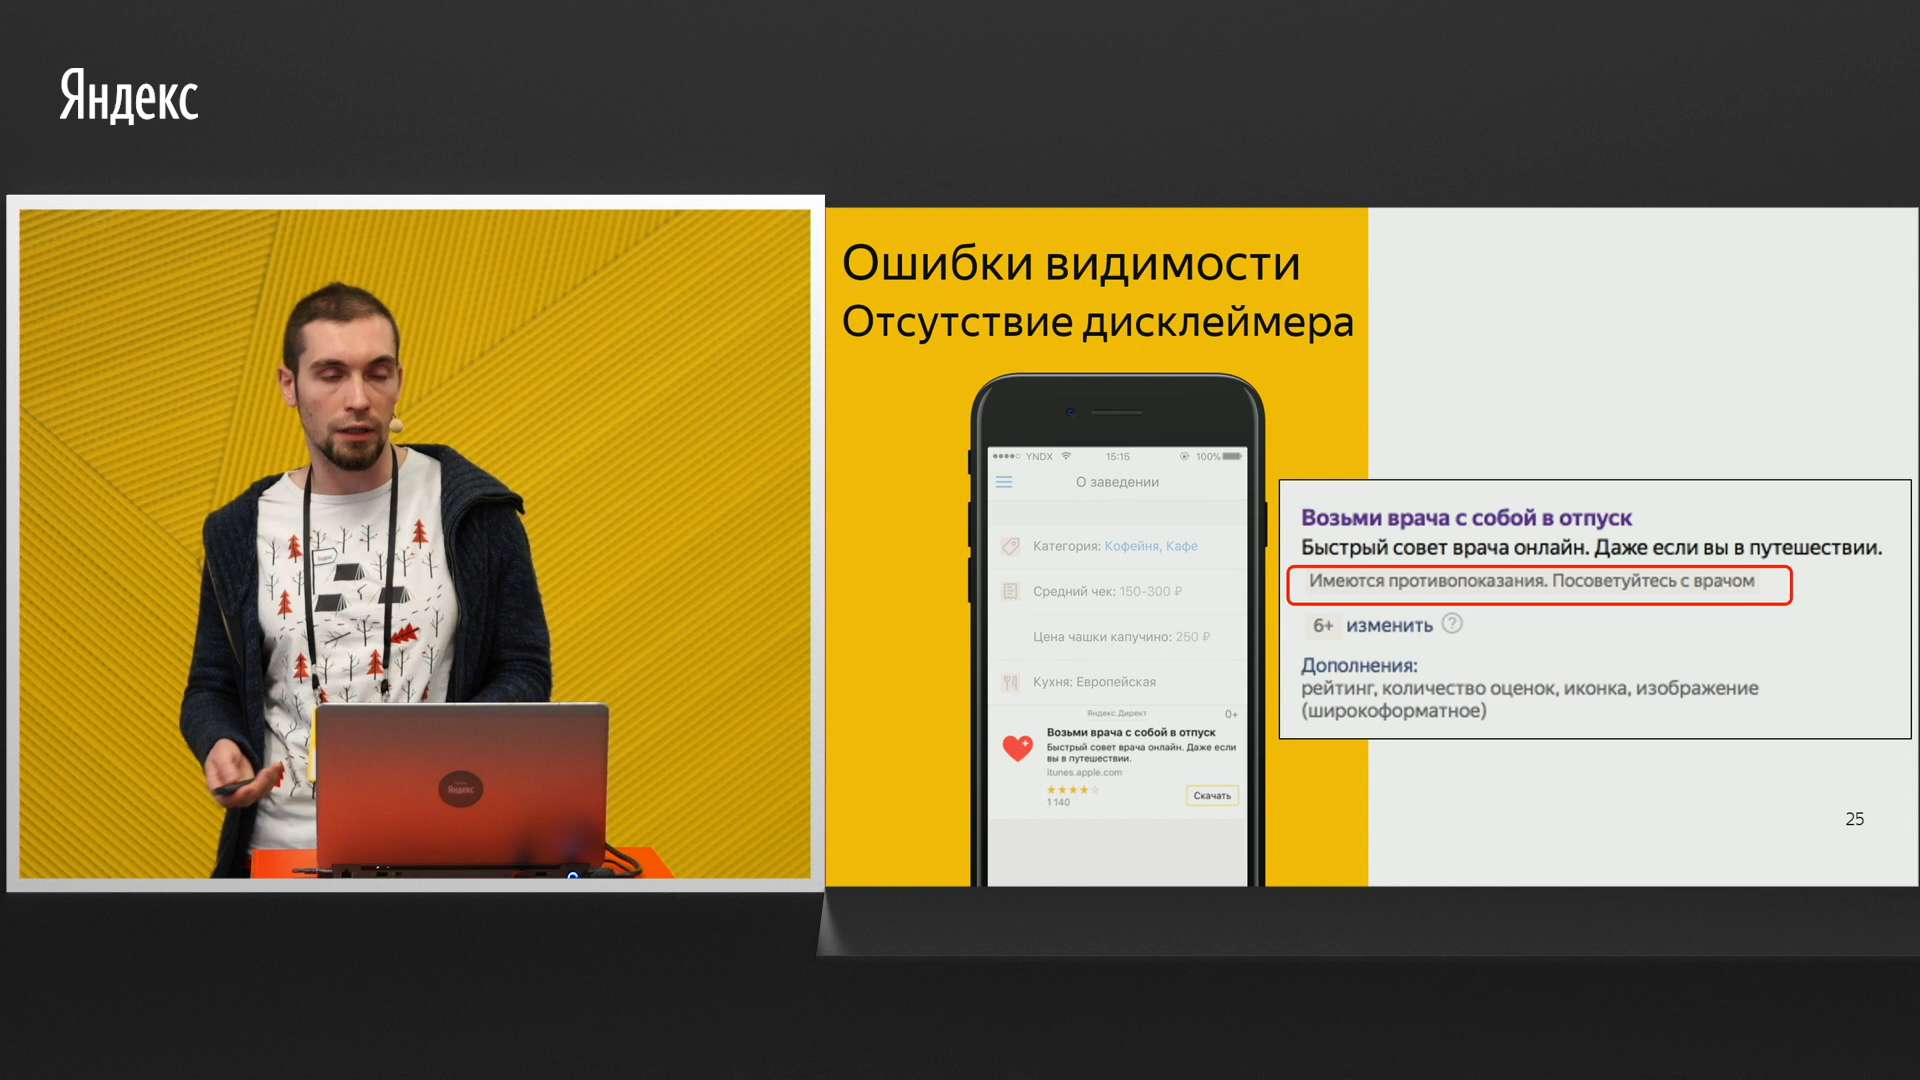 Яндекс
Ошибки видимости
Отсутствие дисклеймера
YNDX 15:15 100%
О заведении
Категория: Кофейня, Кафе
Средний чек: 150-300 ₽
Цена чашки капучино: 250 ₽
Кухня: Европейская
Яндекс.Директ 0+
Возьми врача с собой в отпуск
Быстрый совет врача онлайн. Даже если
вы в путешествии.
itunes.apple.com
1 140
Скачать
Возьми врача с собой в отпуск
Быстрый совет врача онлайн. Даже если вы в путешествии.
Имеются противопоказания. Посоветуйтесь с врачом
6+ изменить ?
Дополнения:
рейтинг, количество оценок, иконка, изображение
(широкоформатное)
25
Яндекс
Яндекс